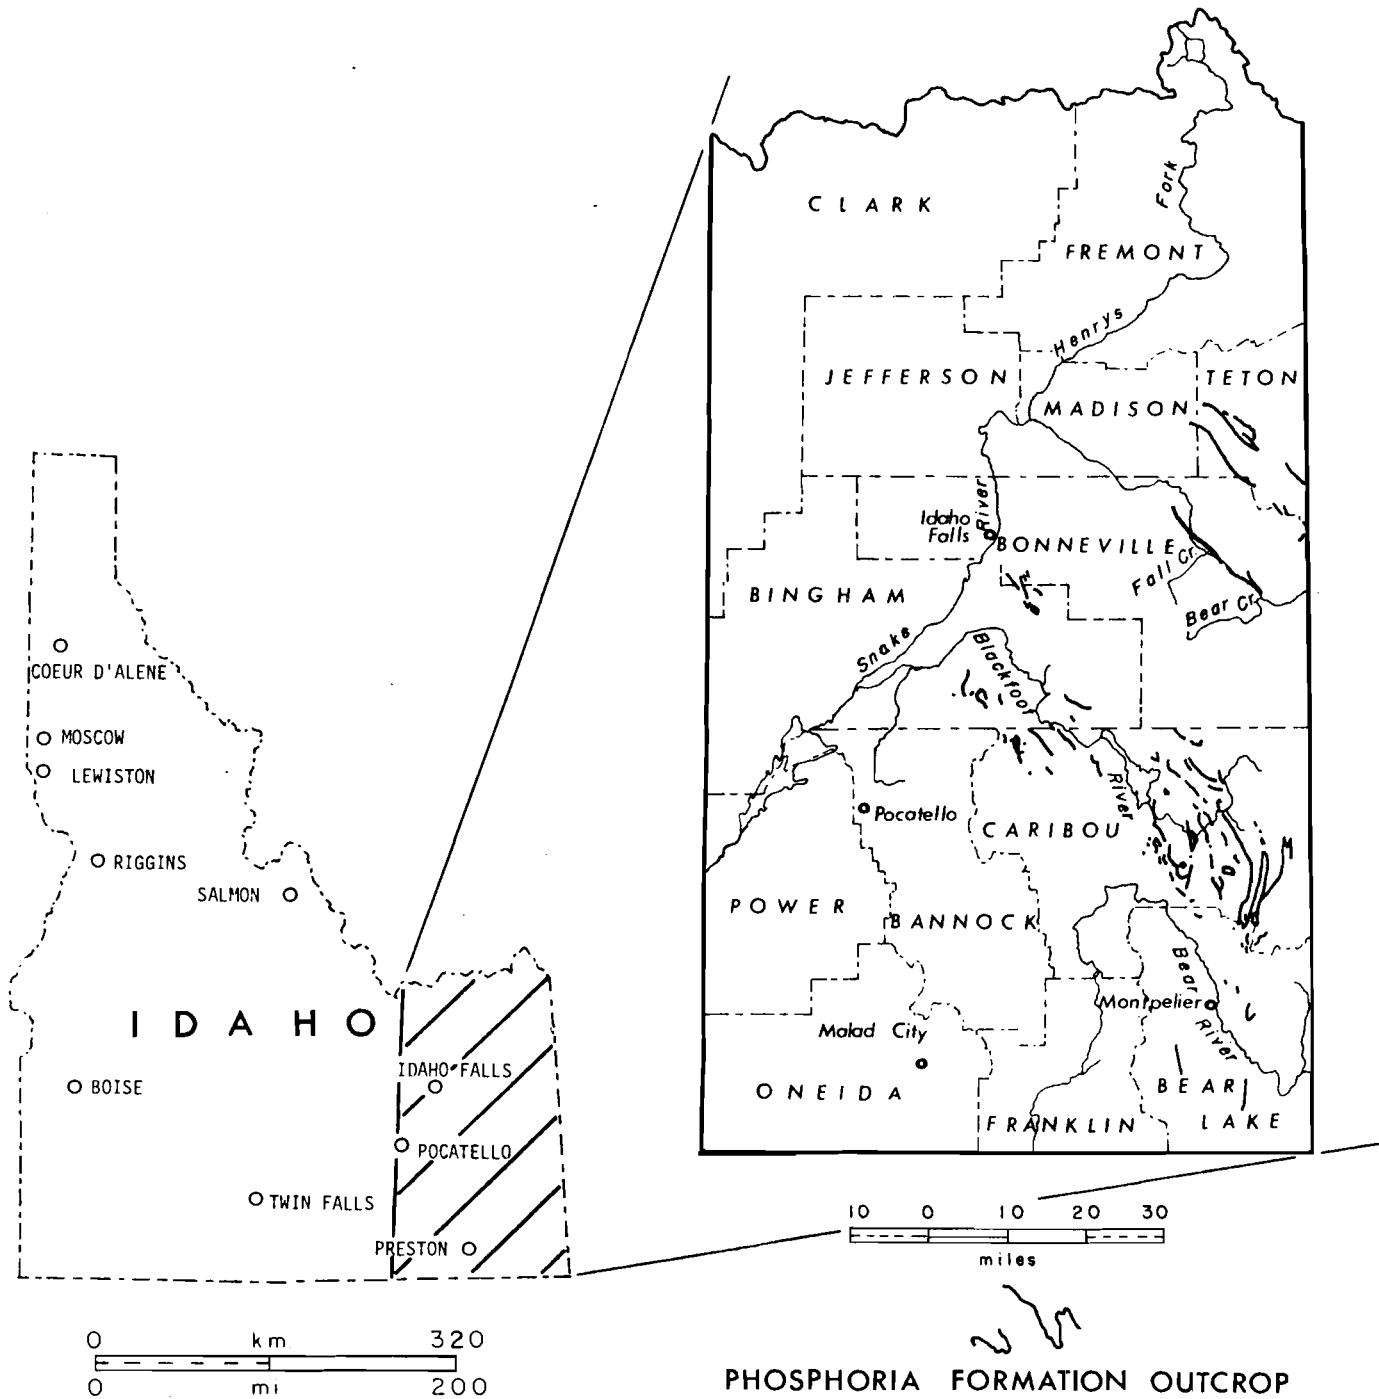 COEUR D'ALENE
MOSCOW
LEWISTON
RIGGINS
SALMON
IDAHO
BOISE
IDAHO FALLS
POCATELLO
TWIN FALLS
PRESTON
0 km 320
0 mi 200
CLARK
Fork
FREMONT
Henrys
JEFFERSON
TETON
MADISON
River
Idaho
Falls
BONNEVILLE
Fall Cr.
BINGHAM
Bear Cr.
Snake
Blackfoot
River
Pocatello
CARIBOU
POWER
BANNOCK
Bear
Montpelier
River
Malad City
ONEIDA
BEAR
LAKE
FRANKLIN
10 0 10 20 30
miles
PHOSPHORIA FORMATION OUTCROP